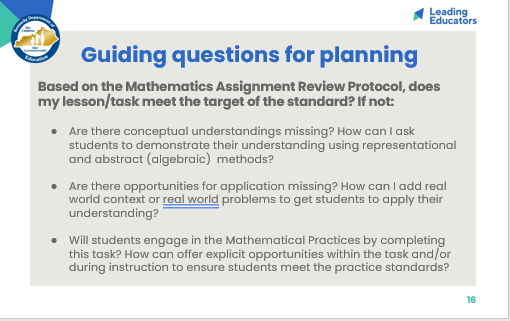 Leading
Educators
Kentucky Department of
Education
Guiding questions for planning
Based on the Mathematics Assignment Review Protocol, does
my lesson/task meet the target of the standard? If not:
● Are there conceptual understandings missing? How can I ask
students to demonstrate their understanding using representational
and abstract (algebraic) methods?
● Are there opportunities for application missing? How can I add real
world context or real world problems to get students to apply their
understanding?
● Will students engage in the Mathematical Practices by completing
this task? How can offer explicit opportunities within the task and/or
during instruction to ensure students meet the practice standards?
16